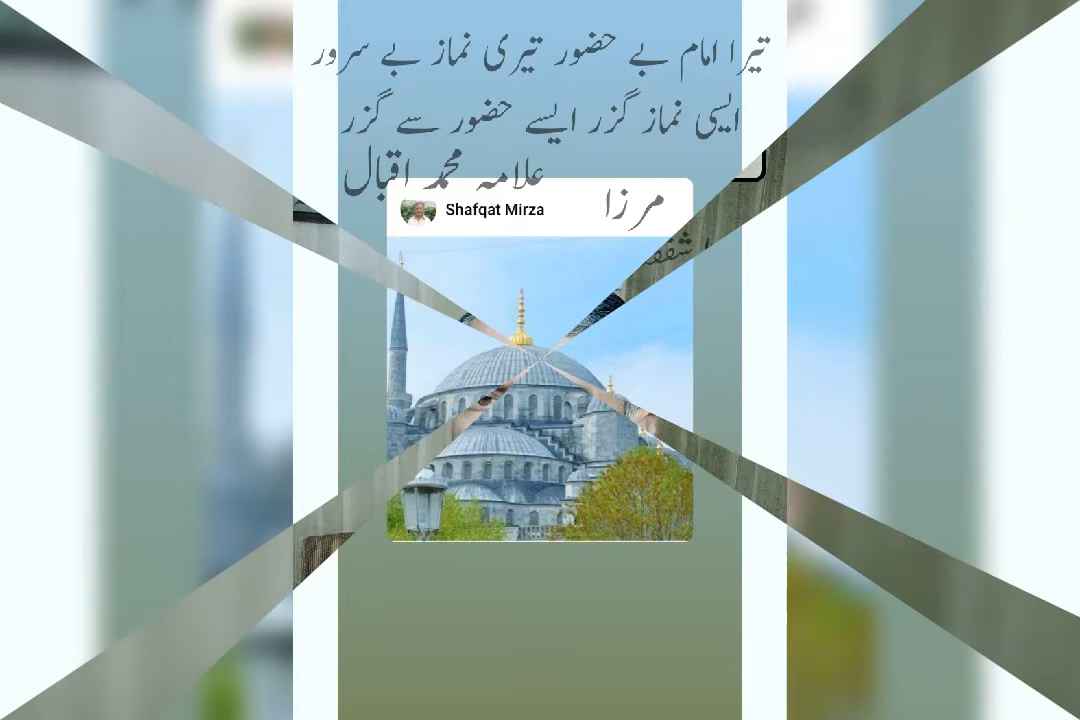 تیرا امام بے حضور تیری نماز بے سرور
ایسی نماز گزر ایسے حضور سے گزر
علامہ محمد اقبال
Shafqat Mirza
مرزا